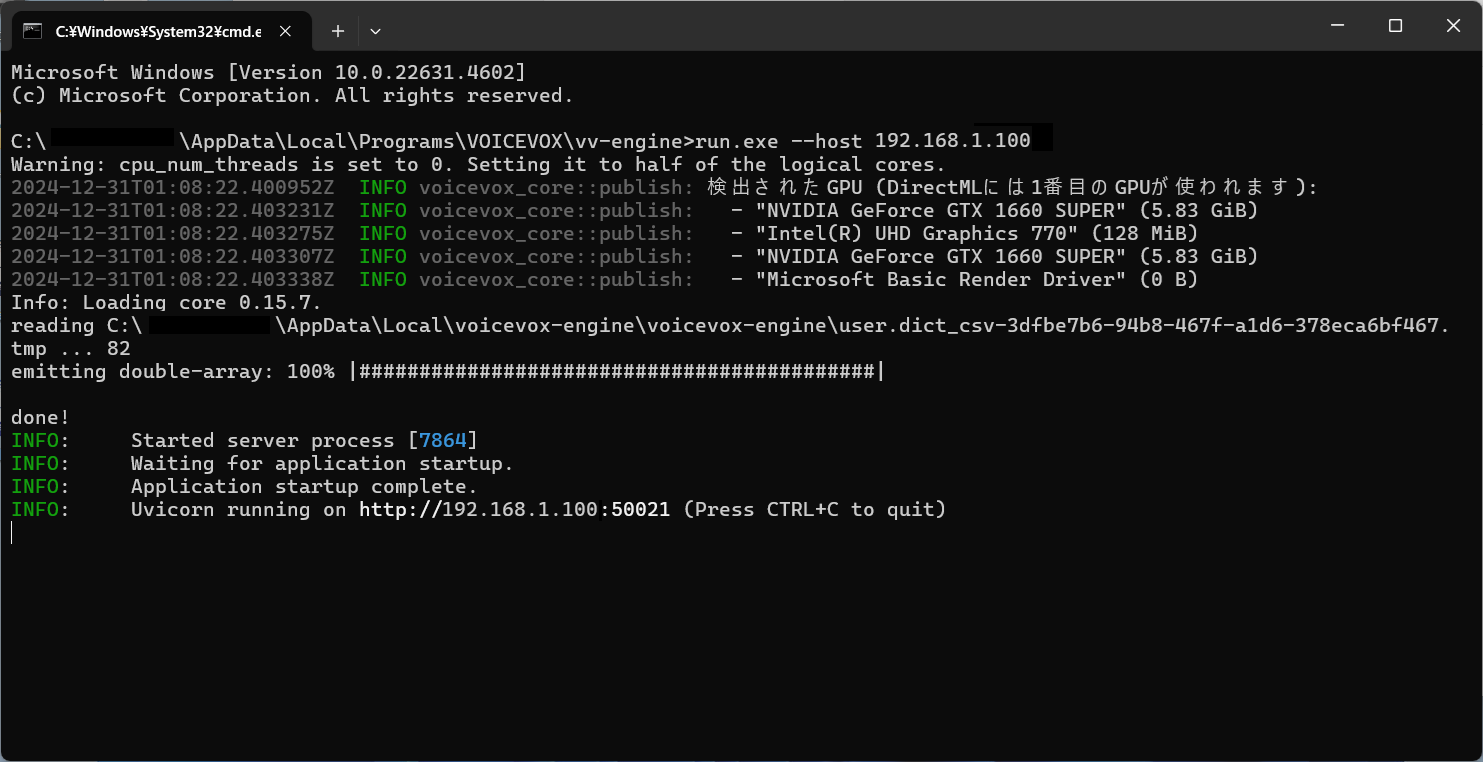 C:¥Windows¥System32¥cmd.e
Microsoft Windows [Version 10.0.22631.4602]
(c) Microsoft Corporation. All rights reserved.
C:\ \AppData\Local\Programs\VOICEVOX\vv-engine>run.exe --host 192.168.1.100
Warning: cpu_num_threads is set to 0. Setting it to half of the logical cores.
2024-12-31T01:08:22.400952Z  INFO voicevox_core::publish: 検出されたGPU (DirectMLには1番目のGPUが使われます):
2024-12-31T01:08:22.403231Z  INFO voicevox_core::publish:   - "NVIDIA GeForce GTX 1660 SUPER" (5.83 GiB)
2024-12-31T01:08:22.403275Z  INFO voicevox_core::publish:   - "Intel(R) UHD Graphics 770" (128 MiB)
2024-12-31T01:08:22.403307Z  INFO voicevox_core::publish:   - "NVIDIA GeForce GTX 1660 SUPER" (5.83 GiB)
2024-12-31T01:08:22.403338Z  INFO voicevox_core::publish:   - "Microsoft Basic Render Driver" (0 B)
Info: Loading core 0.15.7.
reading C:\ \AppData\Local\voicevox-engine\voicevox-engine\user.dict_csv-3dfbe7b6-94b8-467f-a1d6-378eca6bf467.
tmp ... 82
emitting double-array: 100% |###########################################|
done!
INFO:     Started server process [7864]
INFO:     Waiting for application startup.
INFO:     Application startup complete.
INFO:     Uvicorn running on http://192.168.1.100:50021 (Press CTRL+C to quit)